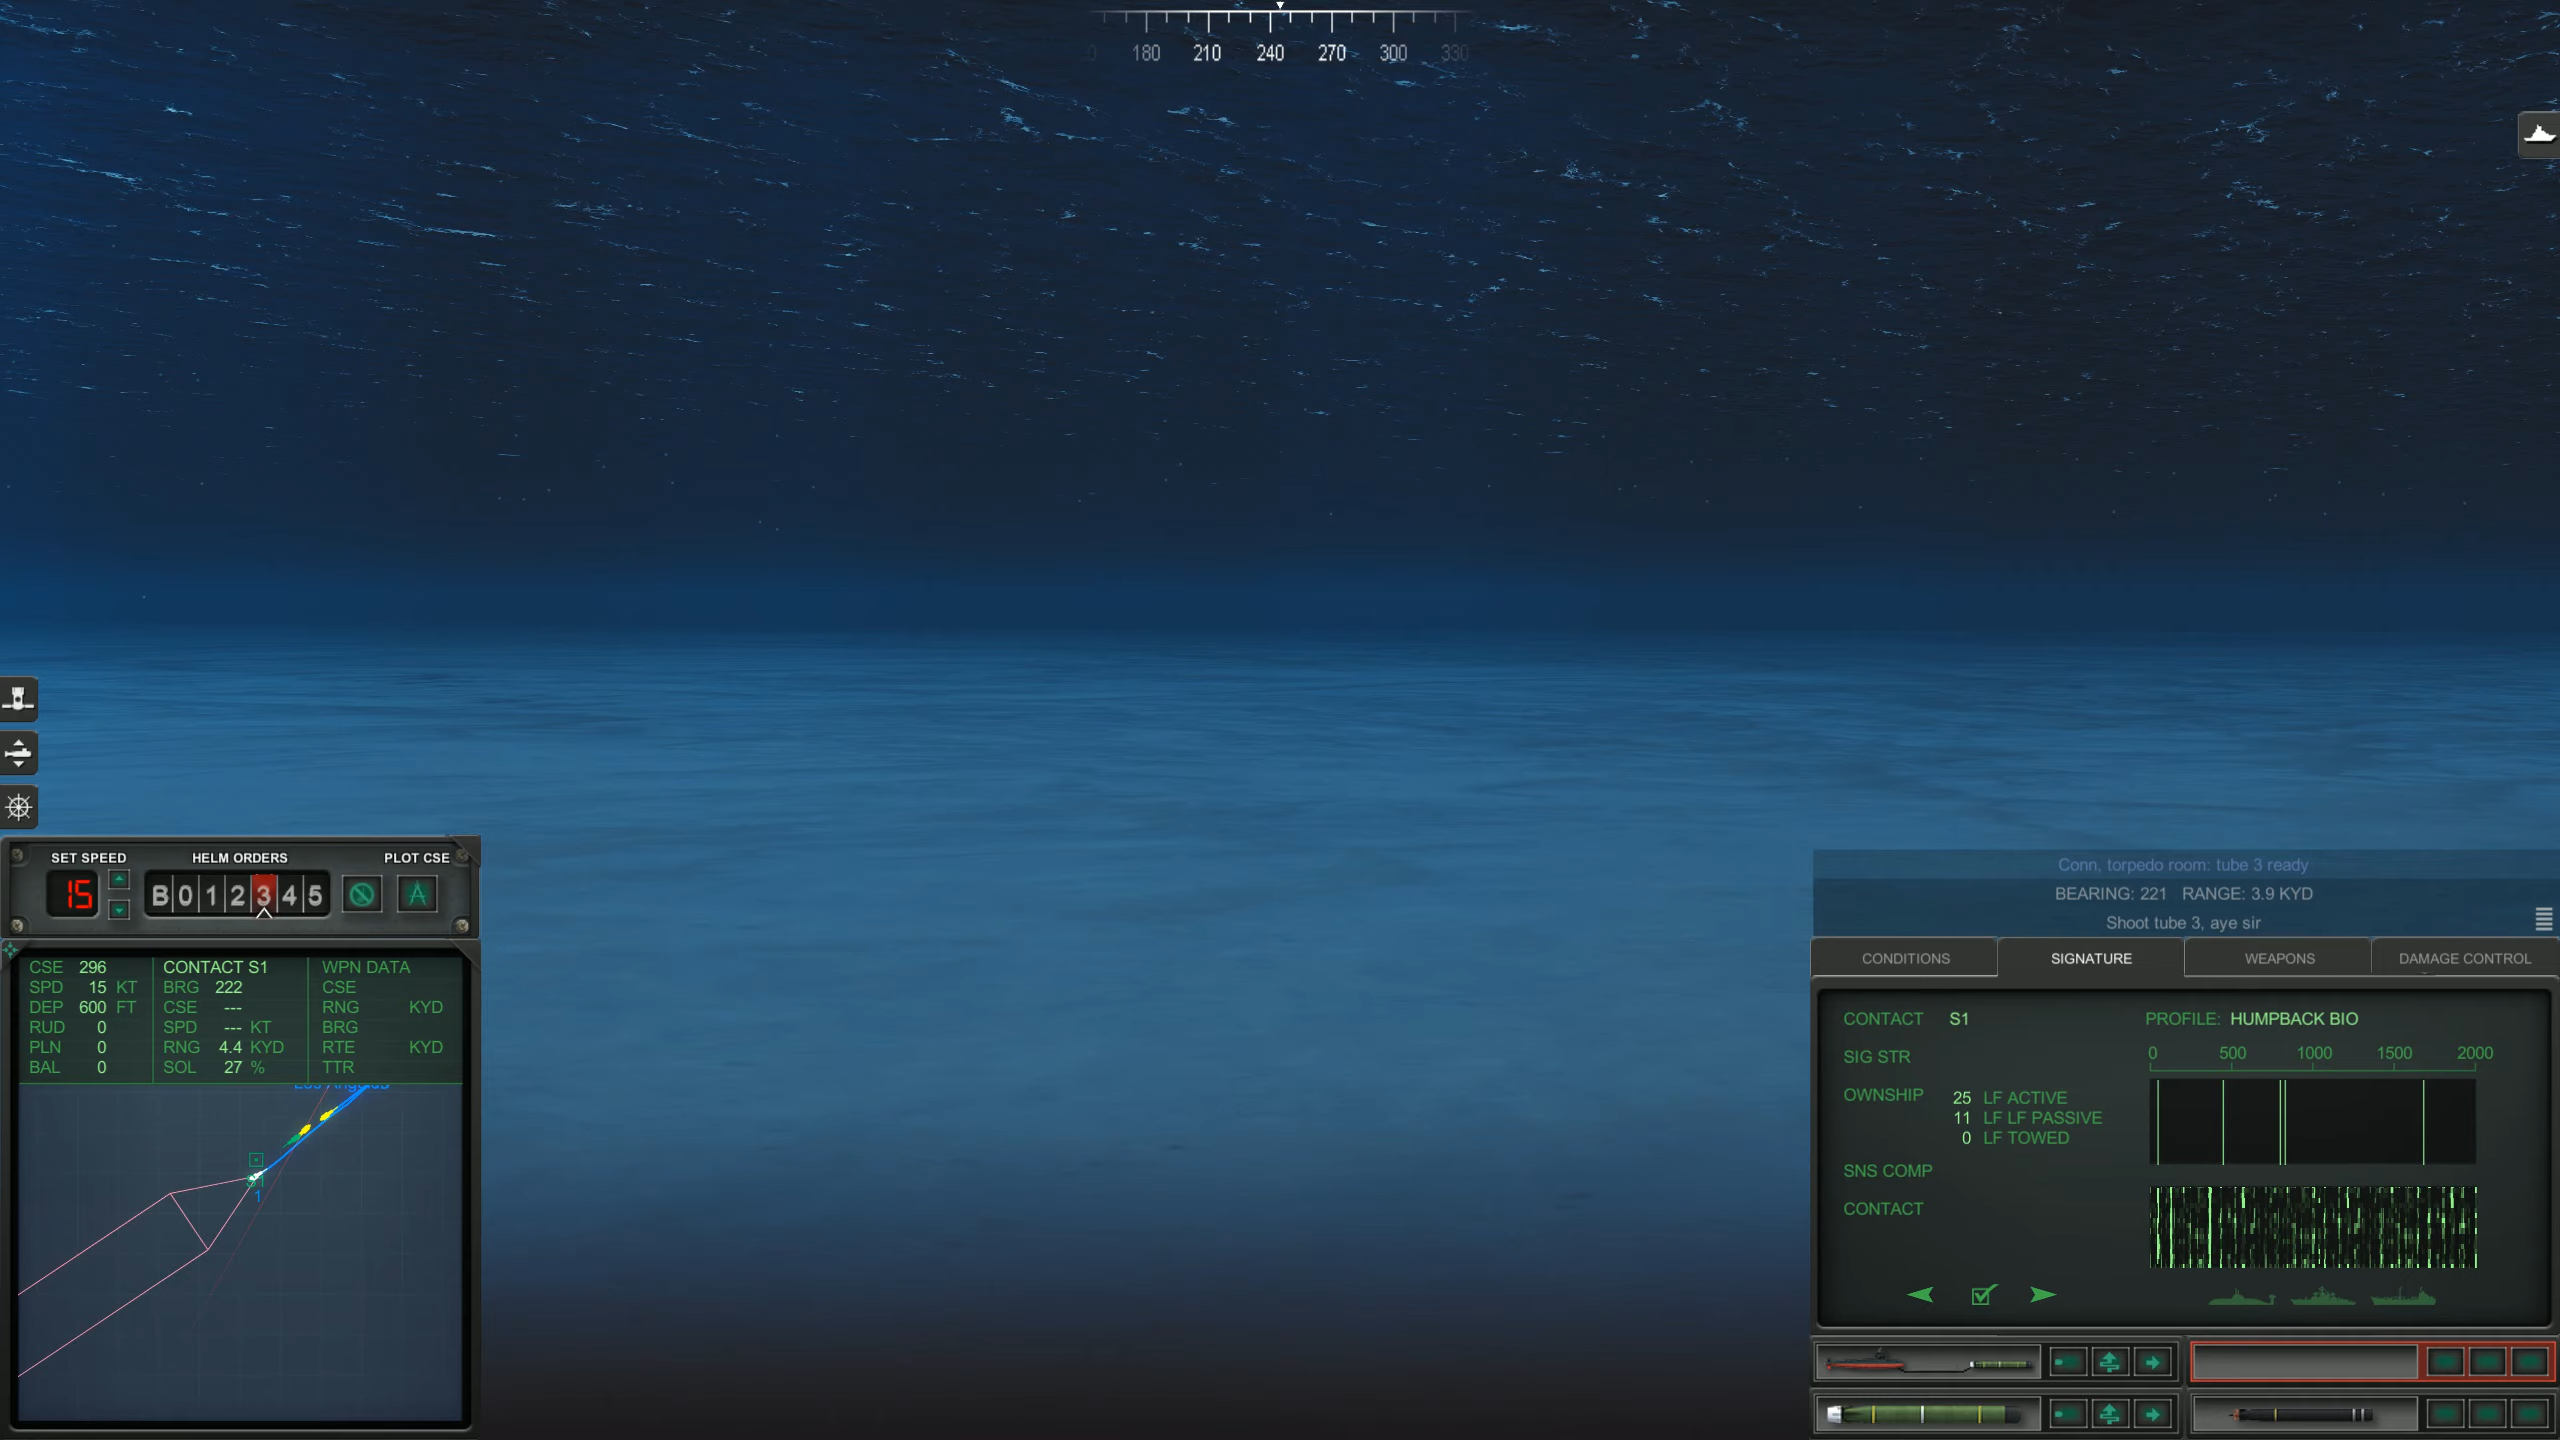 180 210 240 270 300 330
SET SPEED HELM ORDERS PLOT CSE
15 B 0 1 2 3 4 5
CSE 296
SPD 15 KT
DEP 600 FT
RUD 0
PLN 0
BAL 0
CONTACT S1
BRG 222
CSE ---
SPD --- KT
RNG 4.4 KYD
SOL 27 %
WPN DATA
CSE
RNG KYD
BRG
RTE KYD
TTR
Los Angeles
S1
1
Conn, torpedo room: tube 3 ready
BEARING: 221 RANGE: 3.9 KYD
Shoot tube 3, aye sir
CONDITIONS SIGNATURE WEAPONS DAMAGE CONTROL
CONTACT S1
SIG STR
OWNSHIP 25 LF ACTIVE
11 LF LF PASSIVE
0 LF TOWED
SNS COMP
CONTACT
PROFILE: HUMPBACK BIO
0 500 1000 1500 2000